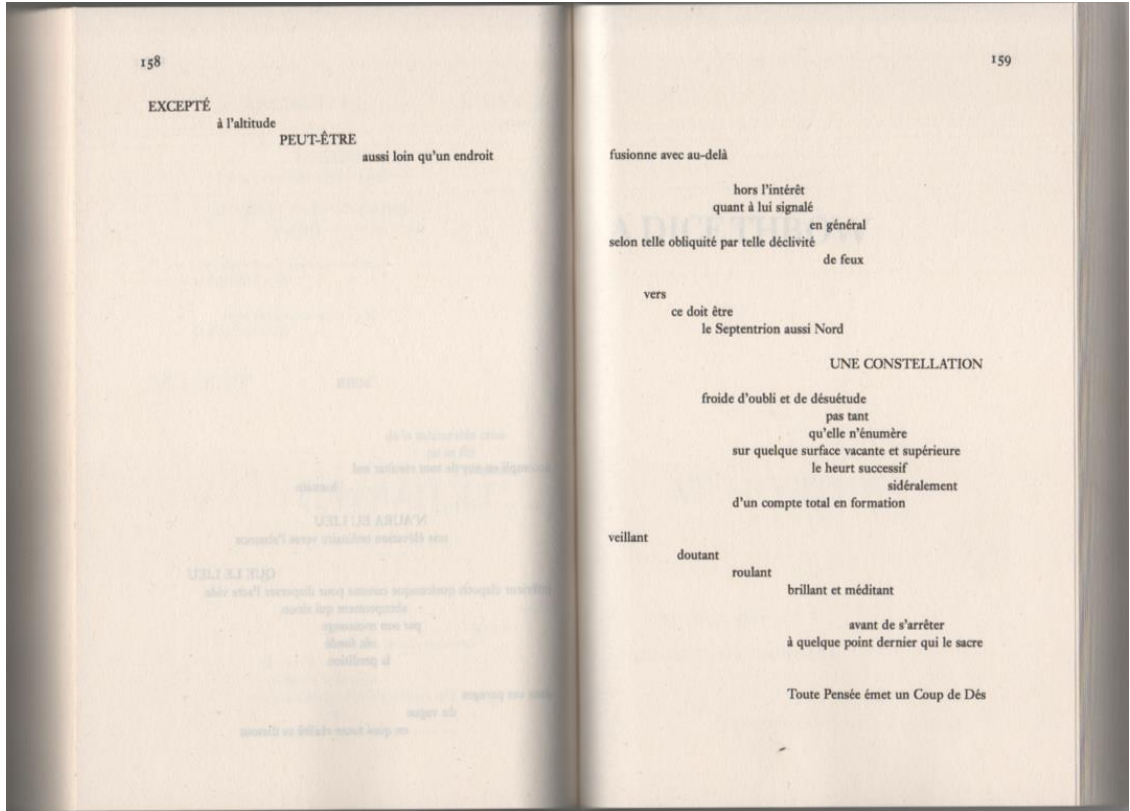 158
EXCEPTÉ
à l'altitude
PEUT-ÊTRE
aussi loin qu'un endroit
159
fusionne avec au-delà
hors l'intérêt
quant à lui signalé
en général
selon telle obliquité par telle déclivité
de feux
vers
ce doit être
le Septentrion aussi Nord
UNE CONSTELLATION
froide d'oubli et de désuétude
pas tant
qu'elle n'énumère
sur quelque surface vacante et supérieure
le heurt successif
sidéralement
d'un compte total en formation
veillant
doutant
roulant
brillant et méditant
avant de s'arrêter
à quelque point dernier qui le sacre
Toute Pensée émet un Coup de Dés